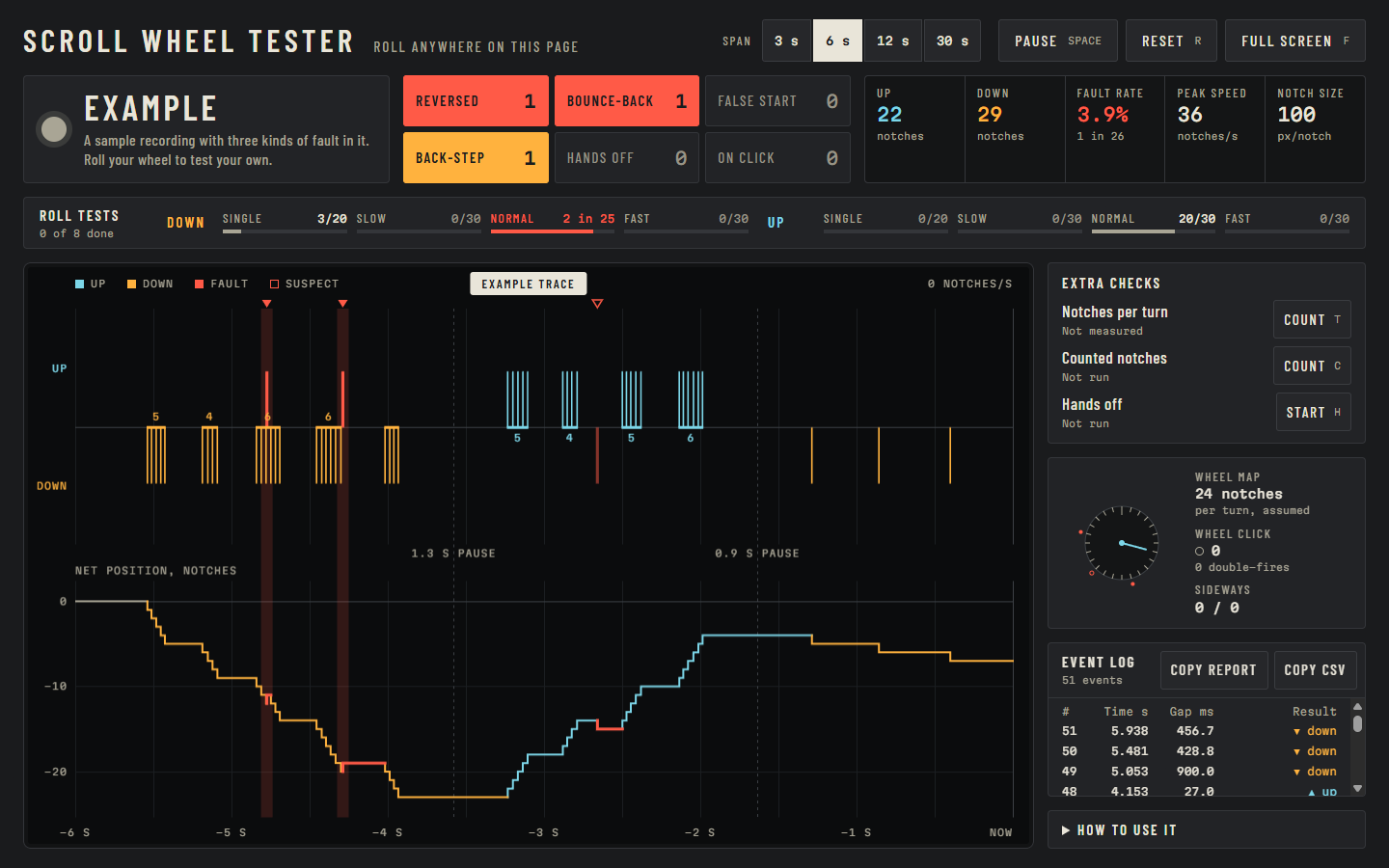 SCROLL WHEEL TESTER
ROLL ANYWHERE ON THIS PAGE
SPAN 3 s 6 s 12 s 30 s
PAUSE SPACE
RESET R
FULL SCREEN F
EXAMPLE
A sample recording with three kinds of fault in it.
Roll your wheel to test your own.
REVERSED 1
BOUNCE-BACK 1
FALSE START 0
BACK-STEP 1
HANDS OFF 0
ON CLICK 0
UP
22
notches
DOWN
29
notches
FAULT RATE
3.9%
1 in 26
PEAK SPEED
36
notches/s
NOTCH SIZE
100
px/notch
ROLL TESTS
0 of 8 done
DOWN
SINGLE 3/20
SLOW 0/30
NORMAL 2 in 25
FAST 0/30
UP
SINGLE 0/20
SLOW 0/30
NORMAL 20/30
FAST 0/30
UP DOWN FAULT SUSPECT
EXAMPLE TRACE
0 NOTCHES/S
UP
5 4 6 6
5 4 5 6
DOWN
1.3 S PAUSE
0.9 S PAUSE
NET POSITION, NOTCHES
0
−10
−20
−6 S −5 S −4 S −3 S −2 S −1 S NOW
EXTRA CHECKS
Notches per turn
Not measured
COUNT T
Counted notches
Not run
COUNT C
Hands off
Not run
START H
WHEEL MAP
24 notches
per turn, assumed
WHEEL CLICK
0
0 double-fires
SIDEWAYS
0 / 0
EVENT LOG
51 events
COPY REPORT
COPY CSV
# Time s Gap ms Result
51 5.938 456.7 ▼ down
50 5.481 428.8 ▼ down
49 5.053 900.0 ▼ down
48 4.153 27.0 ▲ up
▶ HOW TO USE IT